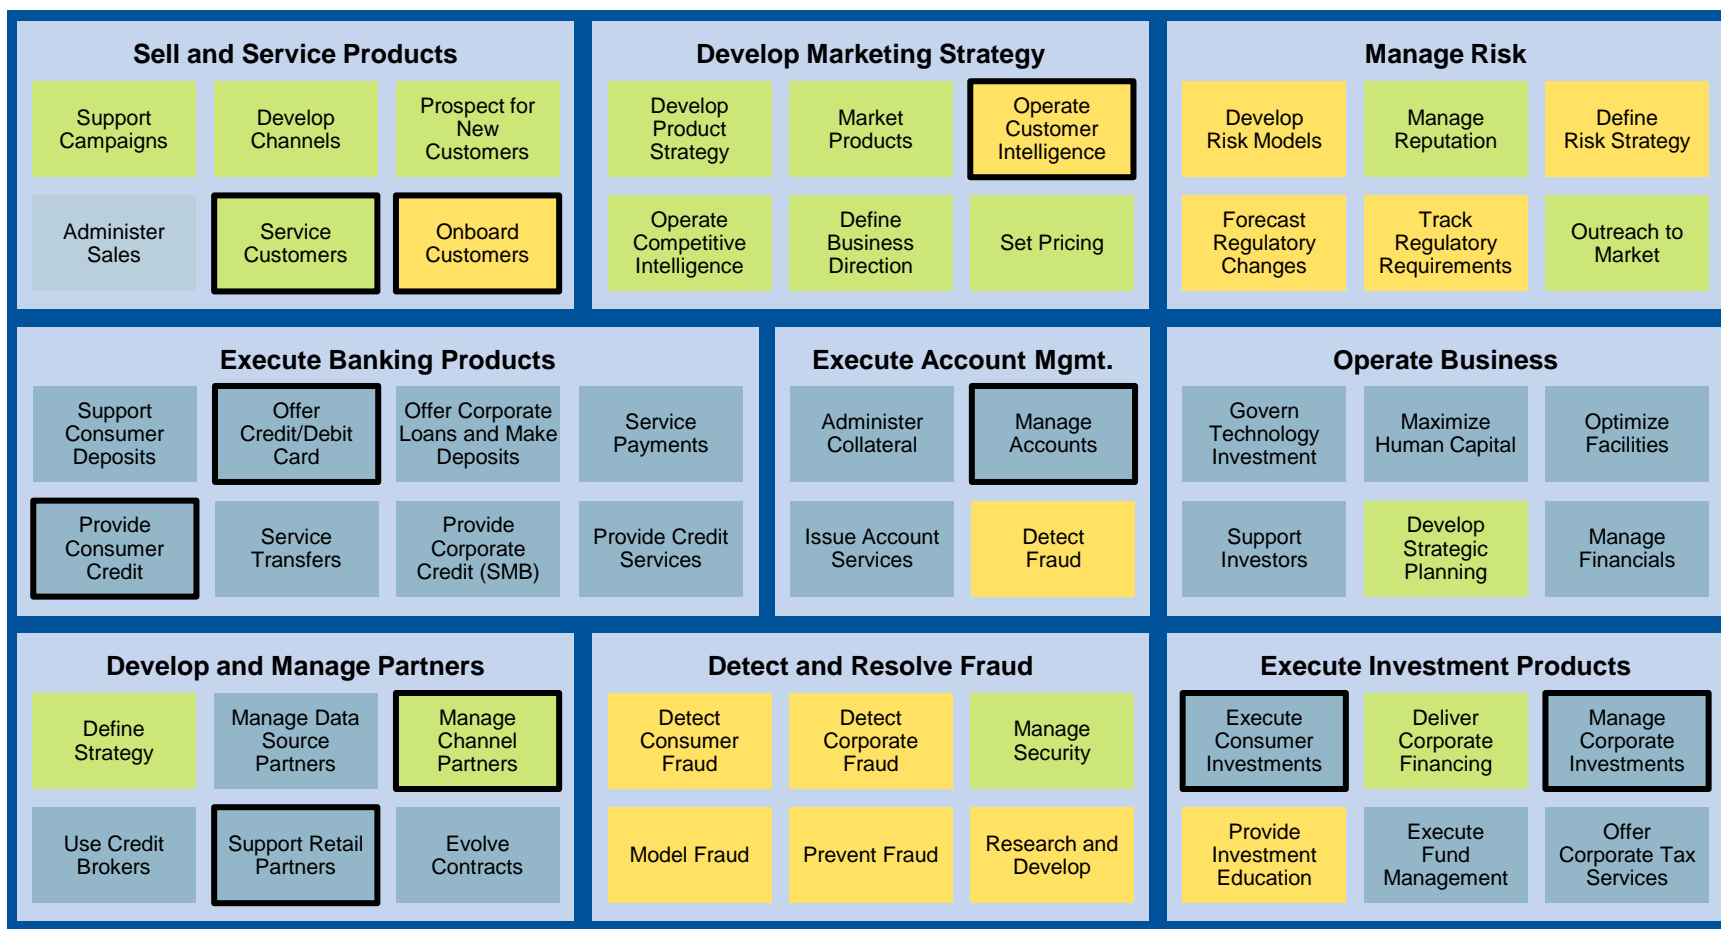 Sell and Service Products
Support
Campaigns
Develop
Channels
Prospect for
New
Customers
Administer
Sales
Service
Customers
Onboard
Customers
Develop Marketing Strategy
Develop
Product
Strategy
Market
Products
Operate
Customer
Intelligence
Operate
Competitive
Intelligence
Define
Business
Direction
Set Pricing
Manage Risk
Develop
Risk Models
Manage
Reputation
Define
Risk Strategy
Forecast
Regulatory
Changes
Track
Regulatory
Requirements
Outreach to
Market
Execute Banking Products
Support
Consumer
Deposits
Offer
Credit/Debit
Card
Offer Corporate
Loans and Make
Deposits
Service
Payments
Provide
Consumer
Credit
Service
Transfers
Provide
Corporate
Credit (SMB)
Provide Credit
Services
Execute Account Mgmt.
Administer
Collateral
Manage
Accounts
Issue Account
Services
Detect
Fraud
Operate Business
Govern
Technology
Investment
Maximize
Human Capital
Optimize
Facilities
Support
Investors
Develop
Strategic
Planning
Manage
Financials
Develop and Manage Partners
Define
Strategy
Manage Data
Source
Partners
Manage
Channel
Partners
Use Credit
Brokers
Support Retail
Partners
Evolve
Contracts
Detect and Resolve Fraud
Detect
Consumer
Fraud
Detect
Corporate
Fraud
Manage
Security
Model Fraud
Prevent Fraud
Research and
Develop
Execute Investment Products
Execute
Consumer
Investments
Deliver
Corporate
Financing
Manage
Corporate
Investments
Provide
Investment
Education
Execute
Fund
Management
Offer
Corporate Tax
Services